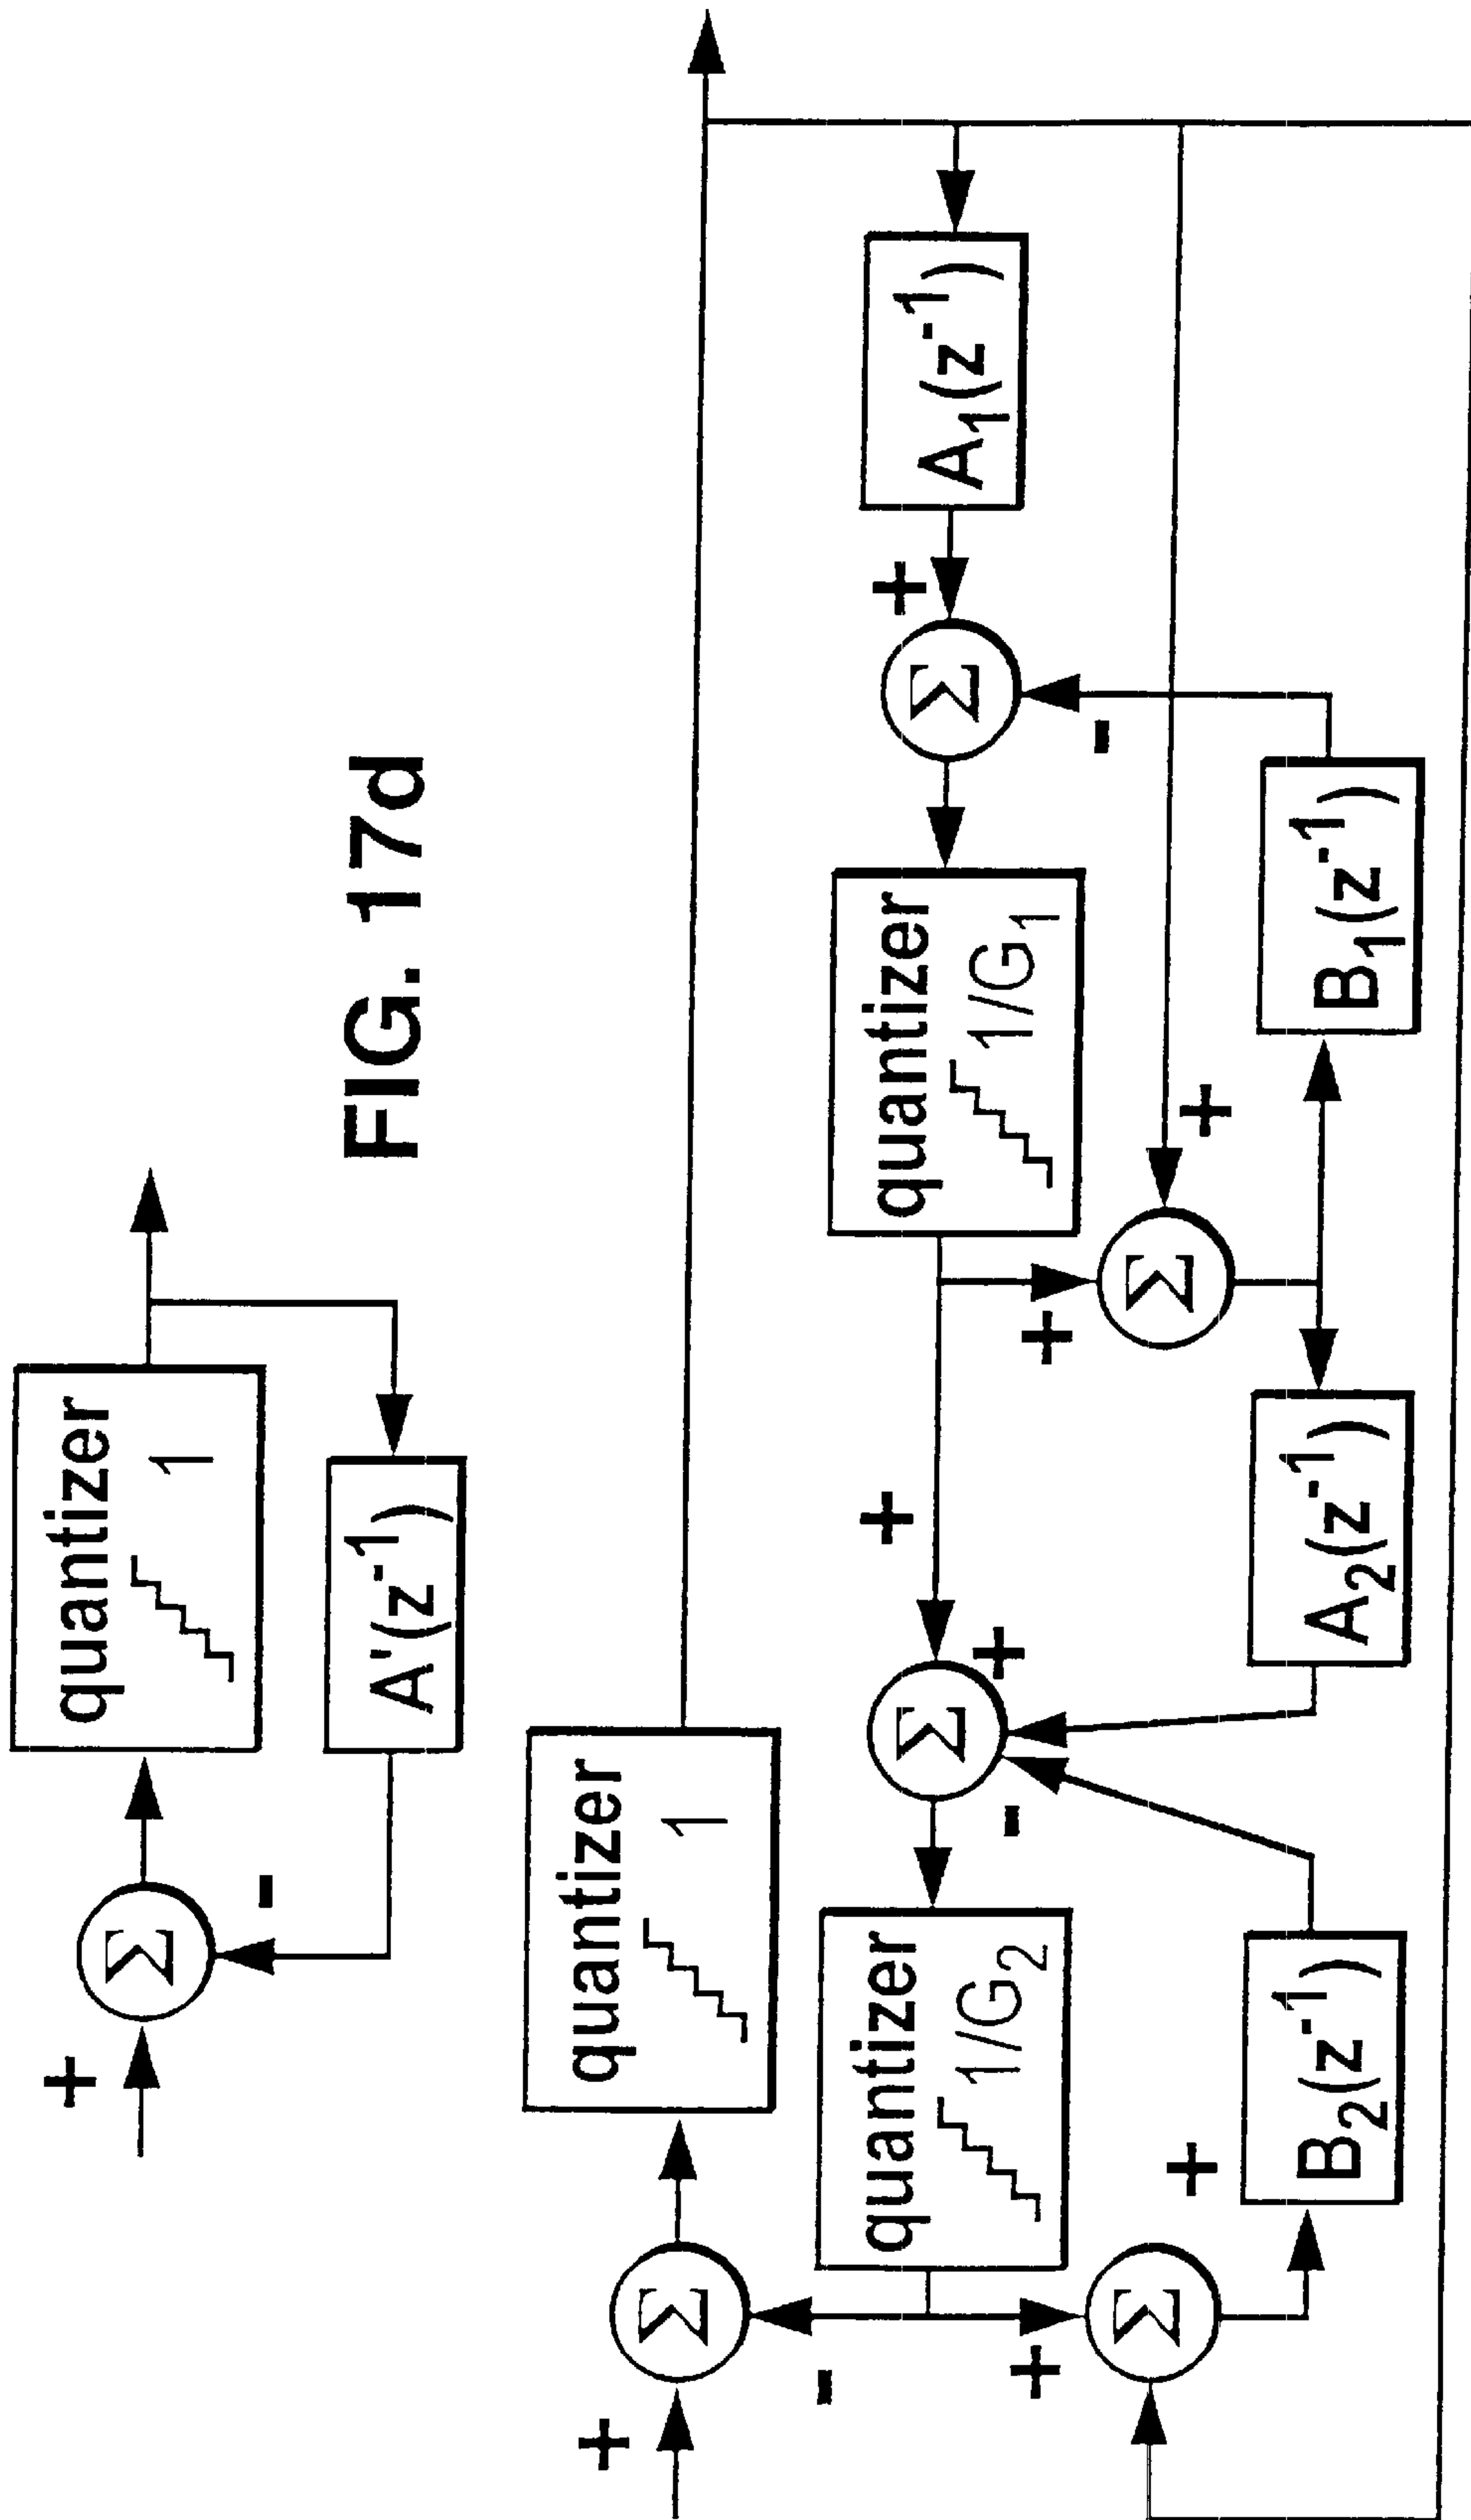 +
quantizer
Σ
1
-
A'(z⁻¹)
FIG. 17d
+
quantizer
Σ
1
-
quantizer
1/G₂
Σ
+
quantizer
1/G₁
Σ
+
A₁(z⁻¹)
-
+
+
Σ
+
+
Σ
+
-
B₂(z⁻¹)
A₂(z⁻¹)
B₁(z⁻¹)